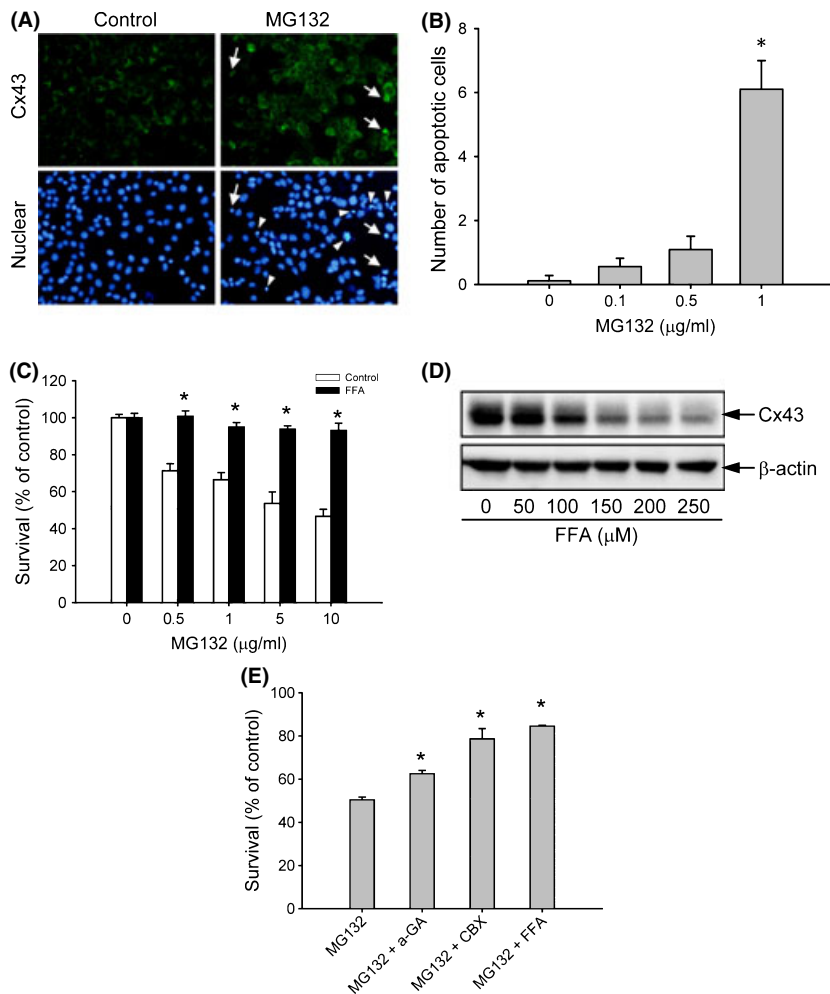 (A)
Control
MG132
Cx43
Nuclear
(B)
Number of apoptotic cells
8
6
4
2
0
*
0 0.1 0.5 1
MG132 (μg/ml)
(C)
Survival (% of control)
120
100
80
60
40
20
0
Control
FFA
* * * *
0 0.5 1 5 10
MG132 (μg/ml)
(D)
Cx43
β-actin
0 50 100 150 200 250
FFA (μM)
(E)
Survival (% of control)
100
80
60
40
20
0
* * *
MG132
MG132 + a-GA
MG132 + CBX
MG132 + FFA